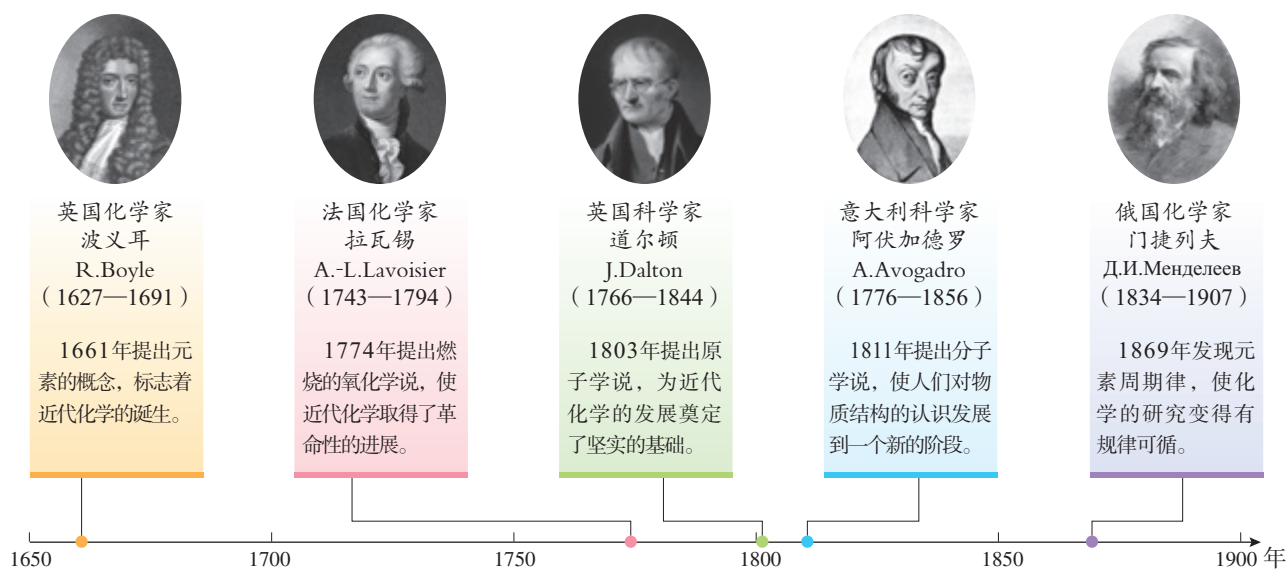 英国化学家
波义耳
R.Boyle
（1627—1691）
1661年提出元
素的概念，标志着
近代化学的诞生。
法国化学家
拉瓦锡
A.-L.Lavoisier
（1743—1794）
1774年提出燃
烧的氧化学说，使
近代化学取得了革
命性的进展。
英国科学家
道尔顿
J.Dalton
（1766—1844）
1803年提出原
子学说，为近代
化学的发展奠定
了坚实的基础。
意大利科学家
阿伏加德罗
A.Avogadro
（1776—1856）
1811年提出分子
学说，使人们对物
质结构的认识发展
到一个新的阶段。
俄国化学家
门捷列夫
Д.И.Менделеев
（1834—1907）
1869年发现元
素周期律，使化
学的研究变得有
规律可循。
1650 1700 1750 1800 1850 1900 年